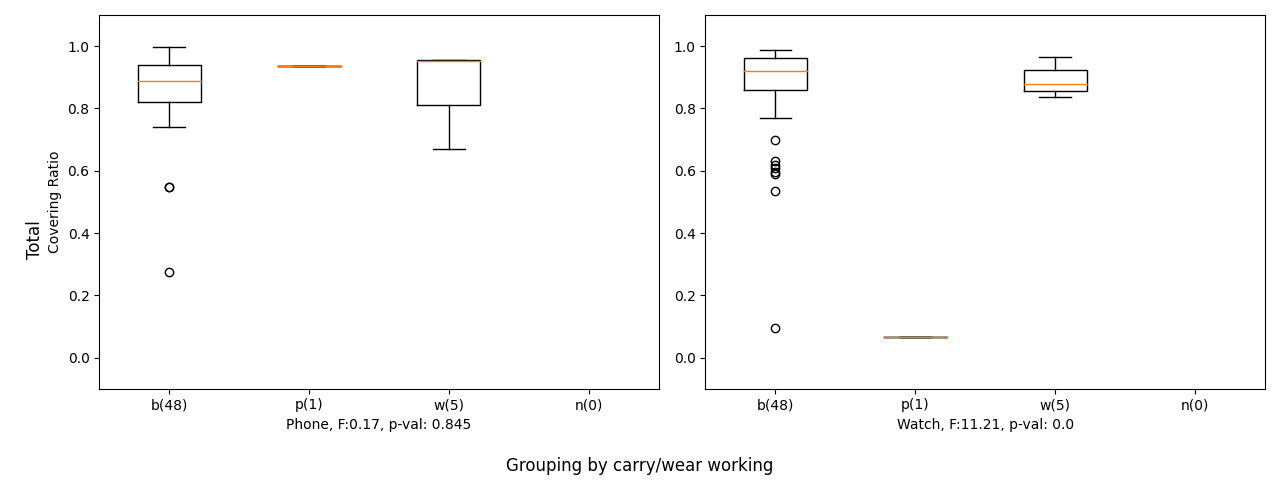 Total
Covering Ratio
1.0
0.8
0.6
0.4
0.2
0.0
b(48) p(1) w(5) n(0)
Phone, F:0.17, p-val: 0.845
1.0
0.8
0.6
0.4
0.2
0.0
b(48) p(1) w(5) n(0)
Watch, F:11.21, p-val: 0.0
Grouping by carry/wear working